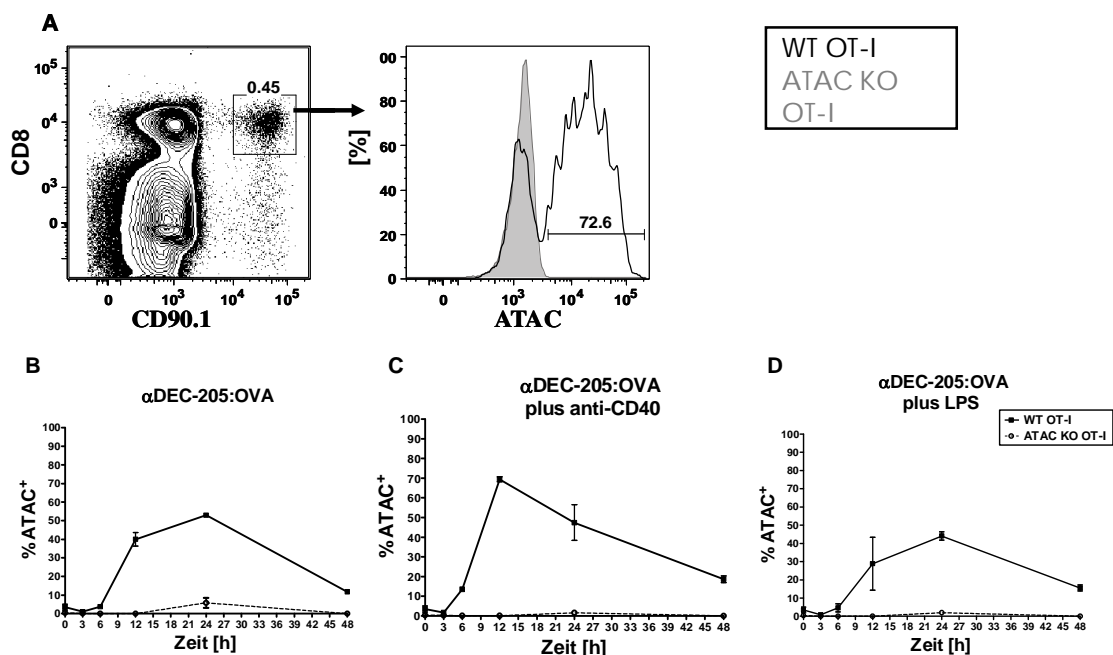 A
CD8
10⁵
0⁴
0³
0
0.45
0 10³ 10⁴ 10⁵
CD90.1
[%]
00
80
60
40
20
0
72.6
0 10³ 10⁴ 10⁵
ATAC
WT OT-I
ATAC KO
OT-I
B
αDEC-205:OVA
% ATAC⁺
100
90
80
70
60
50
40
30
20
10
0
0 3 6 9 12 15 18 21 24 27 30 33 36 39 42 45 48
Zeit [h]
C
αDEC-205:OVA
plus anti-CD40
% ATAC⁺
100
90
80
70
60
50
40
30
20
10
0
0 3 6 9 12 15 18 21 24 27 33 36 39 42 45 48
Zeit [h]
D
αDEC-205:OVA
plus LPS
WT OT-I
ATAC KO OT-I
% ATAC⁺
100
90
80
70
60
50
40
30
20
10
0
0 3 6 9 12 15 18 21 24 27 30 33 36 39 42 45 48
Zeit [h]